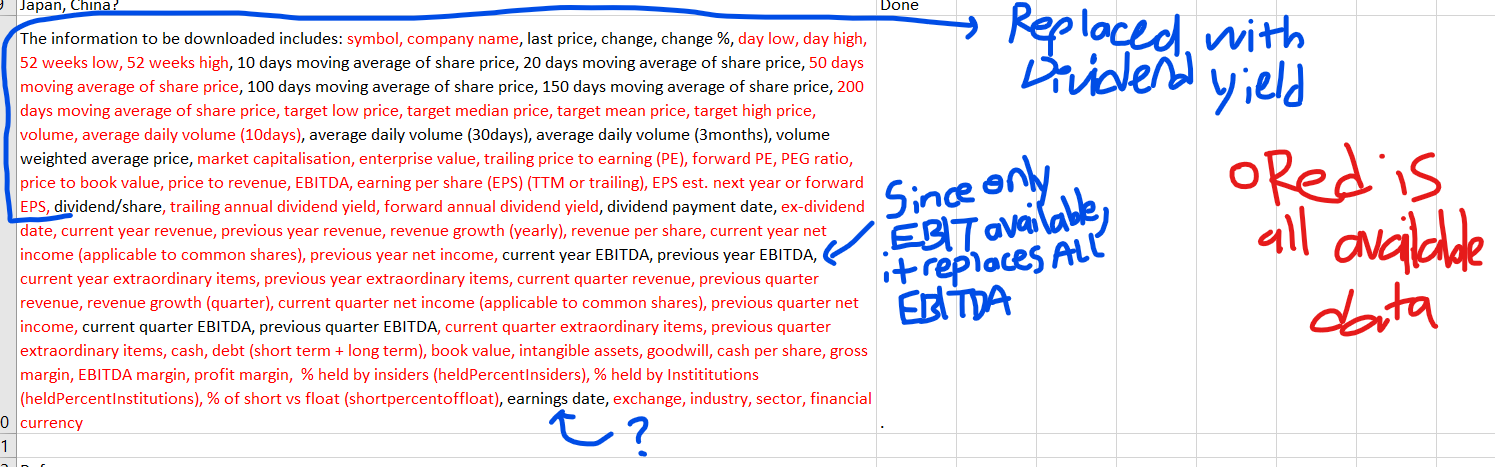 Japan, China?
Done
The information to be downloaded includes: symbol, company name, last price, change, change %, day low, day high,
52 weeks low, 52 weeks high, 10 days moving average of share price, 20 days moving average of share price, 50 days
moving average of share price, 100 days moving average of share price, 150 days moving average of share price, 200
days moving average of share price, target low price, target median price, target mean price, target high price,
volume, average daily volume (10days), average daily volume (30days), average daily volume (3months), volume
weighted average price, market capitalisation, enterprise value, trailing price to earning (PE), forward PE, PEG ratio,
price to book value, price to revenue, EBITDA, earning per share (EPS) (TTM or trailing), EPS est. next year or forward
EPS, dividend/share, trailing annual dividend yield, forward annual dividend yield, dividend payment date, ex-dividend
date, current year revenue, previous year revenue, revenue growth (yearly), revenue per share, current year net
income (applicable to common shares), previous year net income, current year EBITDA, previous year EBITDA,
current year extraordinary items, previous year extraordinary items, current quarter revenue, previous quarter
revenue, revenue growth (quarter), current quarter net income (applicable to common shares), previous quarter net
income, current quarter EBITDA, previous quarter EBITDA, current quarter extraordinary items, previous quarter
extraordinary items, cash, debt (short term + long term), book value, intangible assets, goodwill, cash per share, gross
margin, EBITDA margin, profit margin,  % held by insiders (heldPercentInsiders), % held by Instititutions
(heldPercentInstitutions), % of short vs float (shortpercentoffloat), earnings date, exchange, industry, sector, financial
currency
.
0
1
Replaced with
Dividend
yield
Since only
EBIT available,
it replaces ALL
EBITDA
Red is
all available
data
?